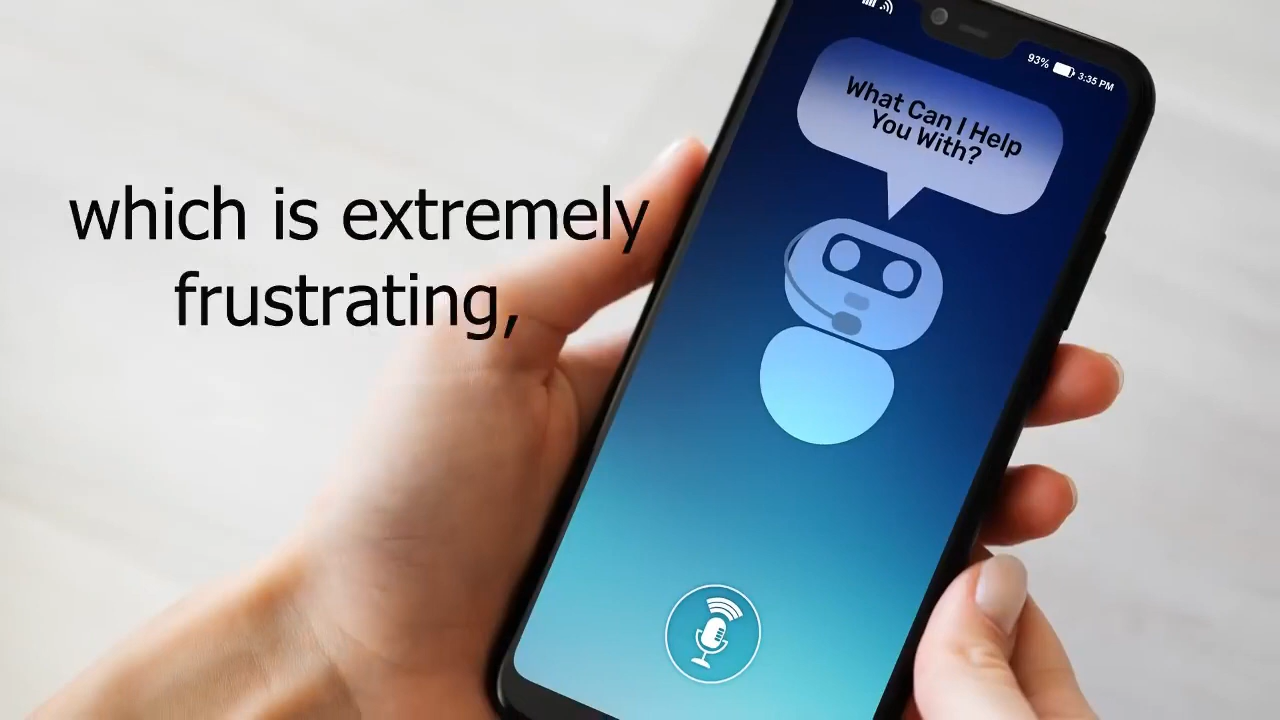 which is extremely
frustrating,
93% 3:35 PM
What Can I Help
You With?